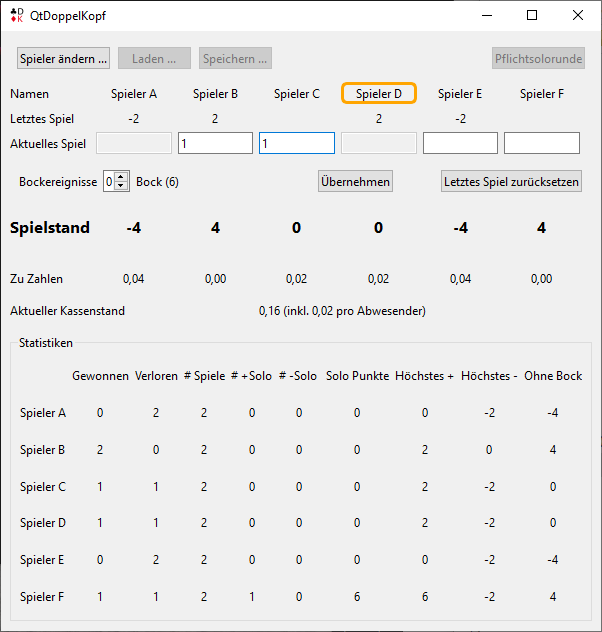 QtDoppelKopf
Spieler ändern ... Laden ... Speichern ... Pflichtsolorunde
Namen Spieler A Spieler B Spieler C Spieler D Spieler E Spieler F
Letztes Spiel -2 2 2 -2
Aktuelles Spiel 1 1
Bockereignisse 0 Bock (6) Übernehmen Letztes Spiel zurücksetzen
Spielstand -4 4 0 0 -4 4
Zu Zahlen 0,04 0,00 0,02 0,02 0,04 0,00
Aktueller Kassenstand 0,16 (inkl. 0,02 pro Abwesender)
Statistiken
Gewonnen Verloren # Spiele # +Solo # -Solo Solo Punkte Höchstes + Höchstes - Ohne Bock
Spieler A 0 2 2 0 0 0 0 -2 -4
Spieler B 2 0 2 0 0 0 2 0 4
Spieler C 1 1 2 0 0 0 2 -2 0
Spieler D 1 1 2 0 0 0 2 -2 0
Spieler E 0 2 2 0 0 0 0 -2 -4
Spieler F 1 1 2 1 0 6 6 -2 4